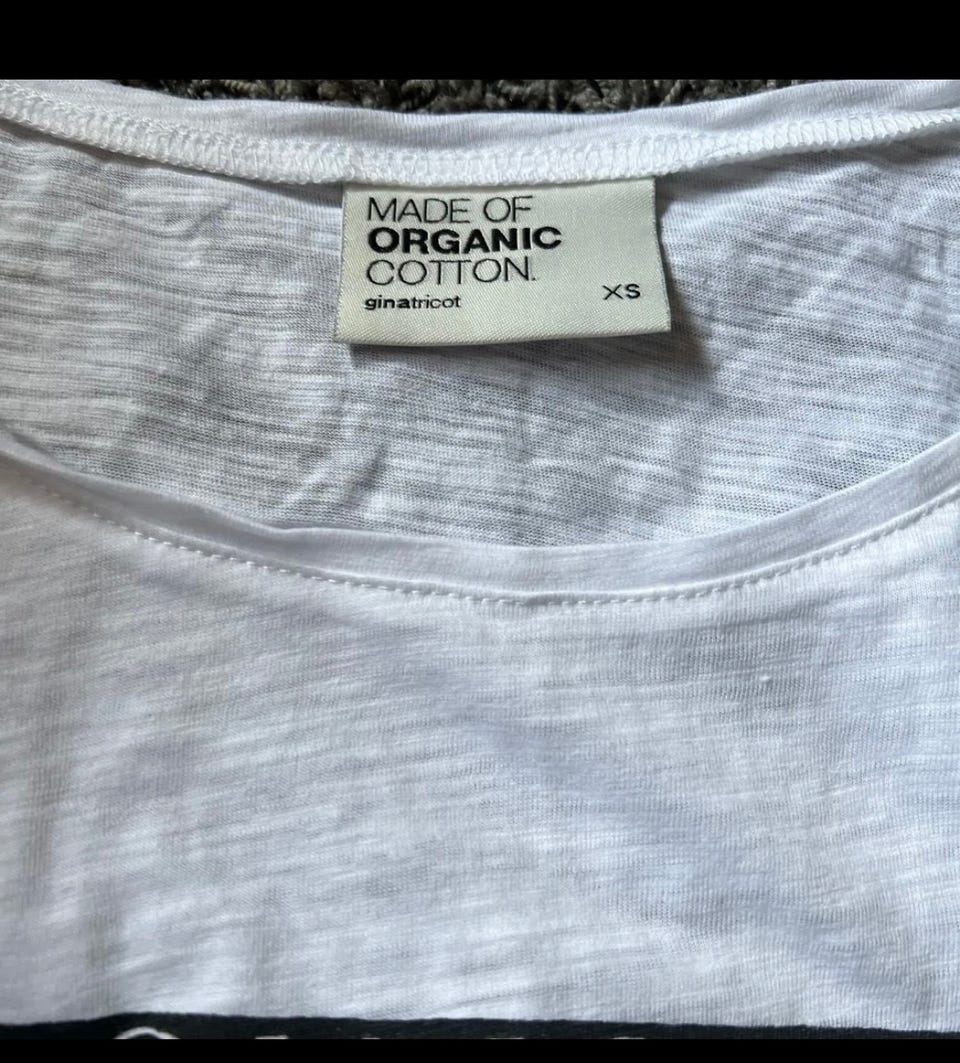 MADE OF
ORGANIC
COTTON.
ginatricot
XS